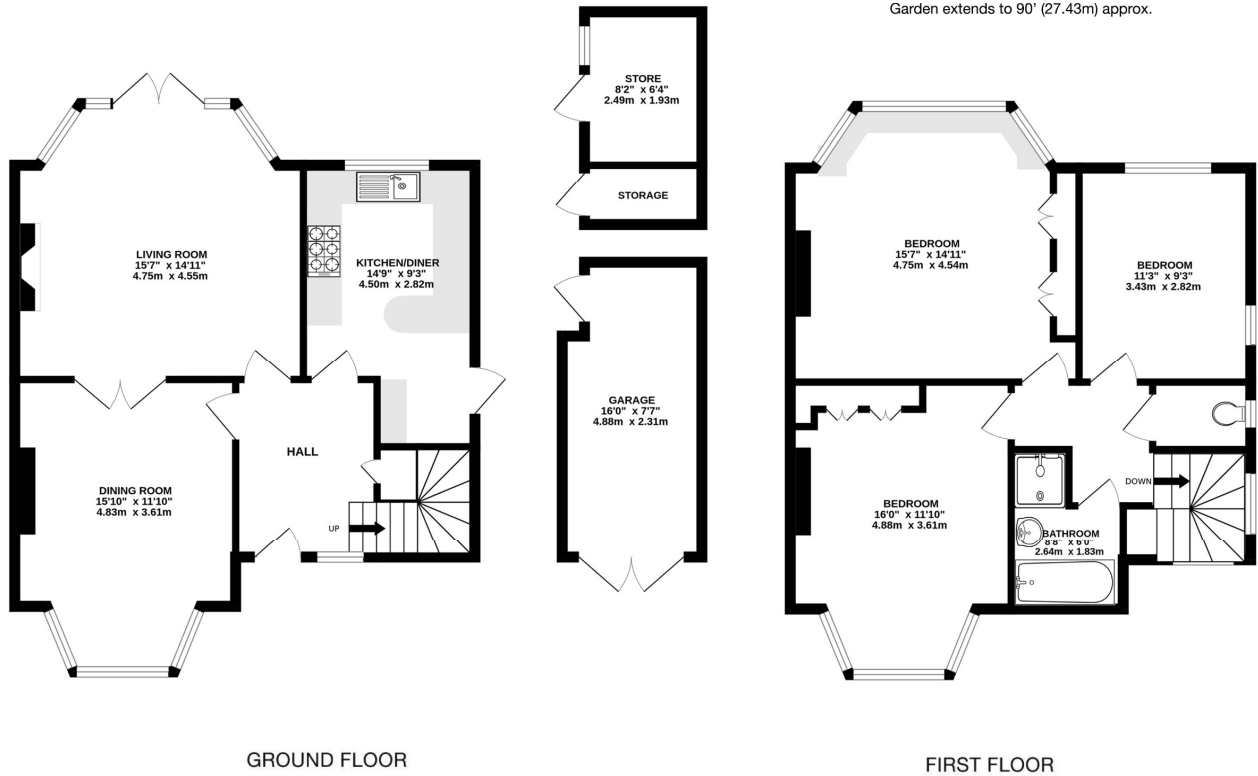 Garden extends to 90' (27.43m) approx.
STORE
8'2" x 6'4"
2.49m x 1.93m
STORAGE
LIVING ROOM
15'7" x 14'11"
4.75m x 4.55m
KITCHEN/DINER
14'9" x 9'3"
4.50m x 2.82m
HALL
DINING ROOM
15'10" x 11'10"
4.83m x 3.61m
UP
GARAGE
16'0" x 7'7"
4.88m x 2.31m
BEDROOM
15'7" x 14'11"
4.75m x 4.54m
BEDROOM
11'3" x 9'3"
3.43m x 2.82m
BEDROOM
16'0" x 11'10"
4.88m x 3.61m
DOWN
BATHROOM
8'8" x 6'0"
2.64m x 1.83m
GROUND FLOOR
FIRST FLOOR